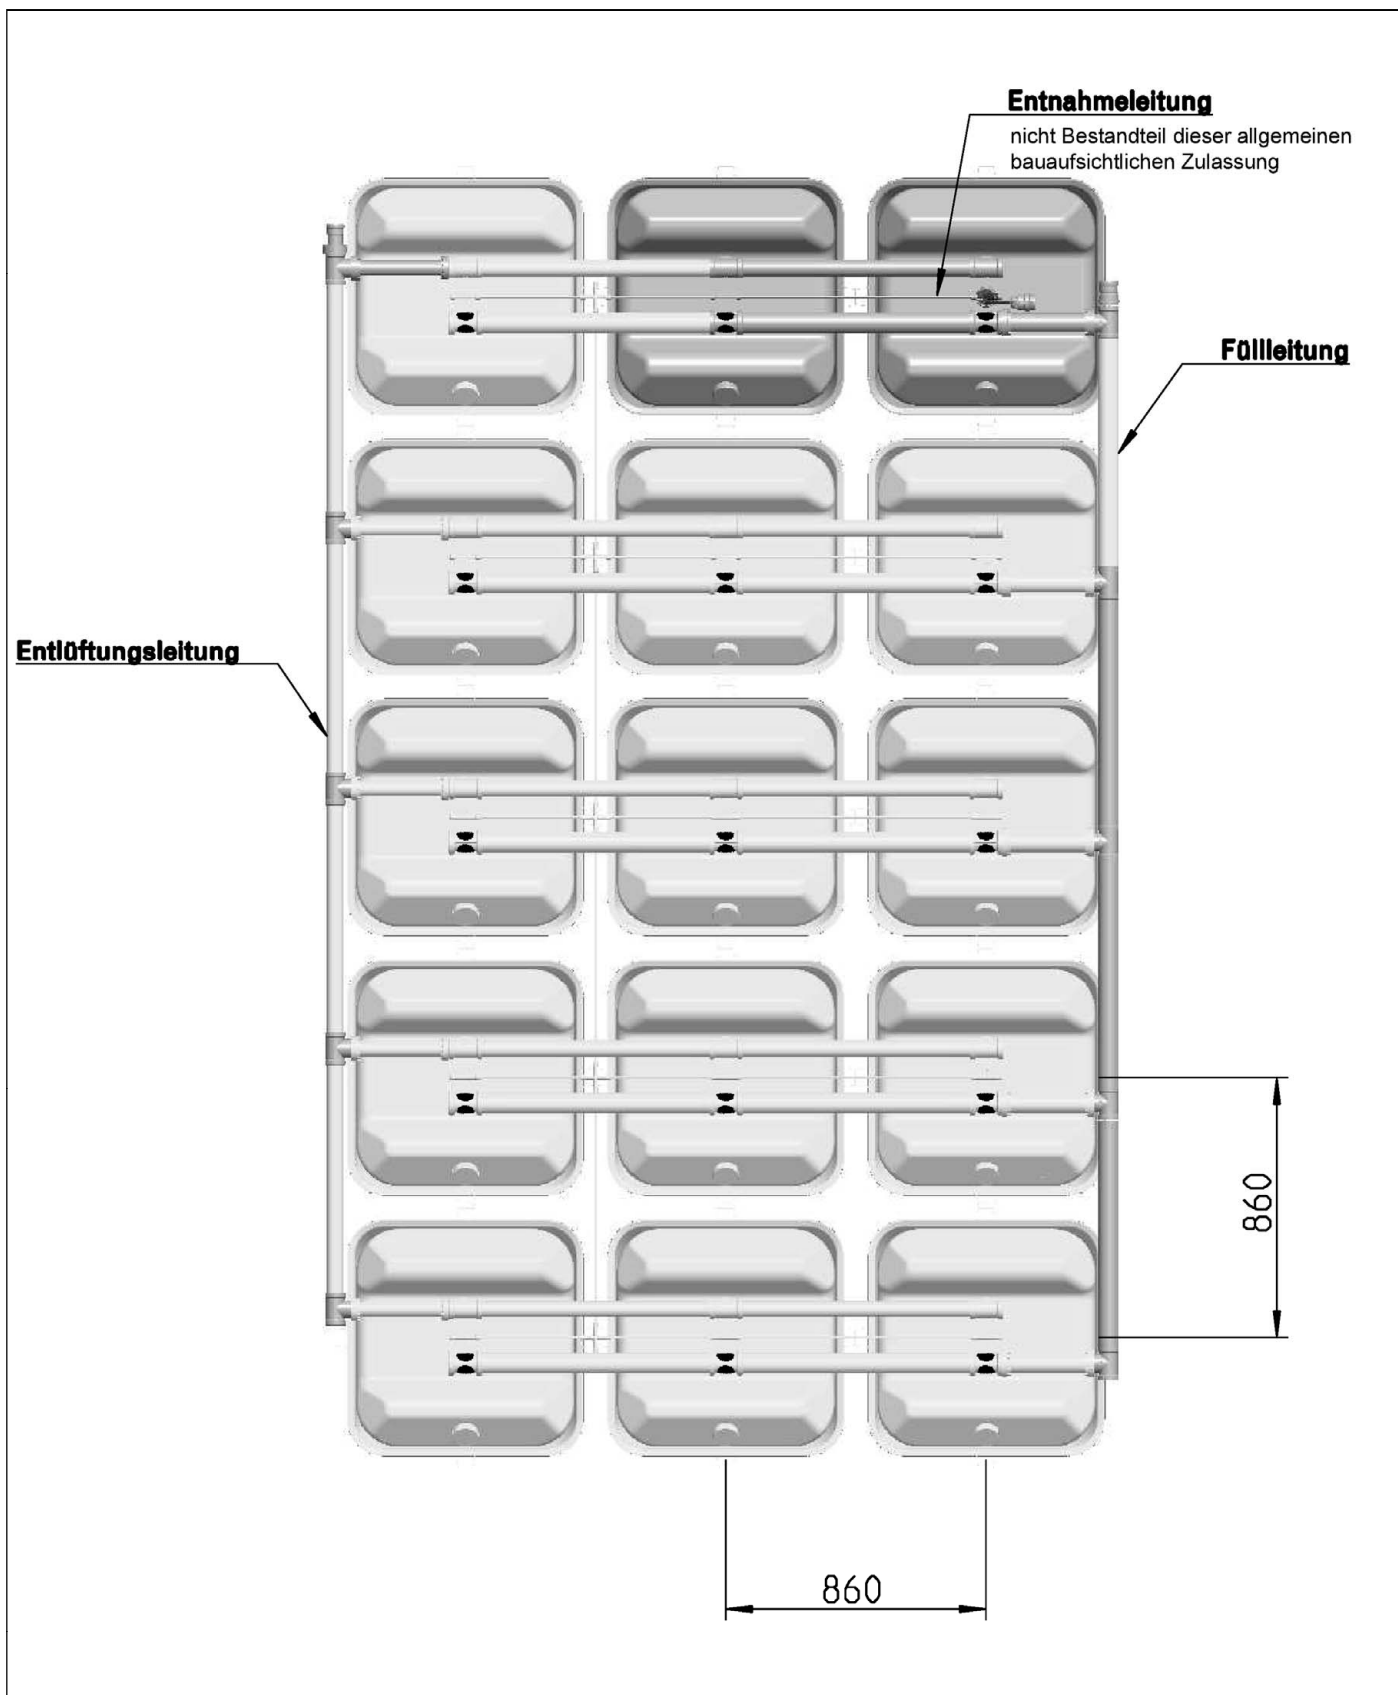 Entnahmeleitung
nicht Bestandteil dieser allgemeinen
bauaufsichtlichen Zulassung
Füllleitung
Entlüftungsleitung
860
860